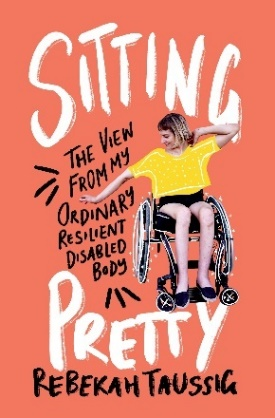 SITTING
THE VIEW
FROM MY
ORDINARY
RESILIENT
DISABLED
BODY
PRETTY
REBEKAH TAUSSIG